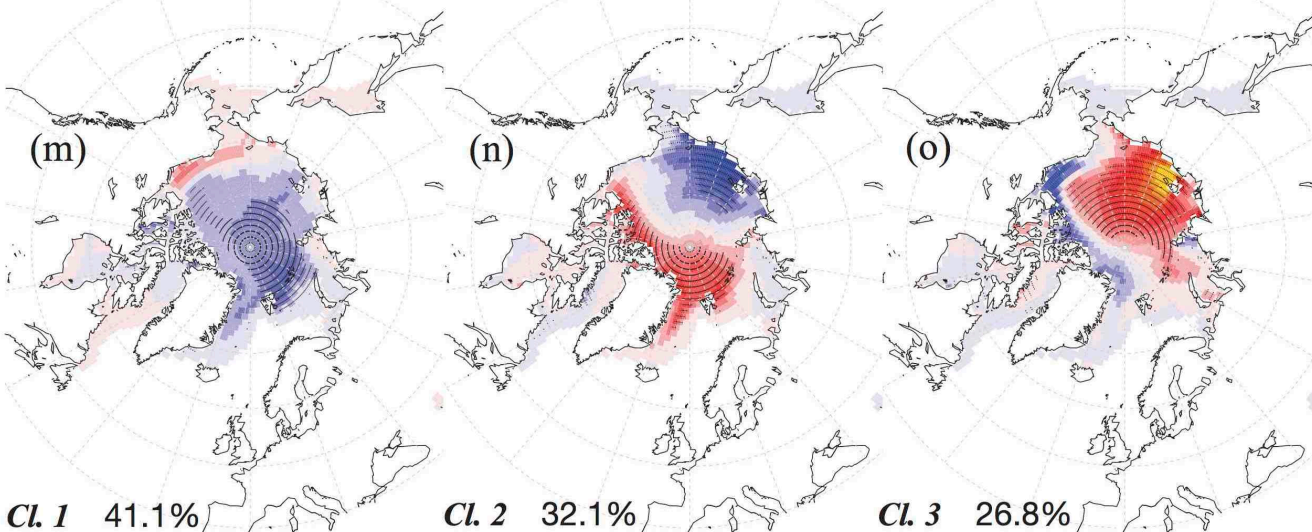 (m) (n) (o)
Cl. 1 41.1% Cl. 2 32.1% Cl. 3 26.8%